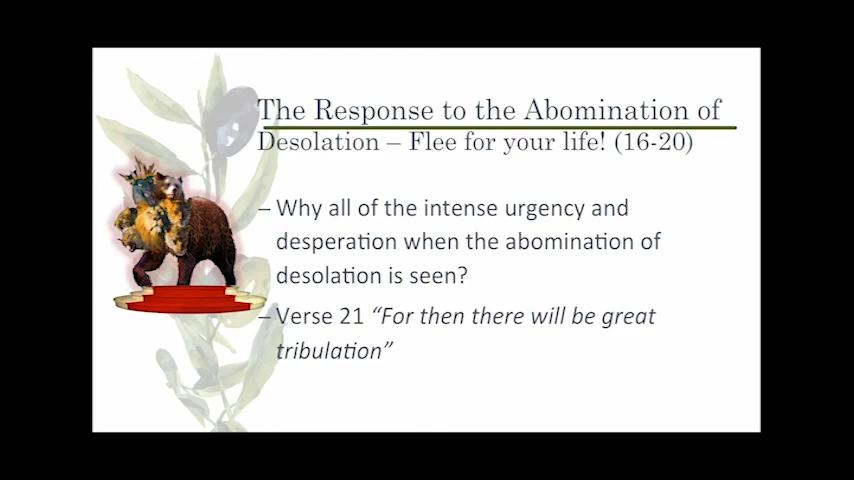 The Response to the Abomination of
Desolation – Flee for your life! (16-20)
– Why all of the intense urgency and
desperation when the abomination of
desolation is seen?
– Verse 21 “For then there will be great
tribulation”